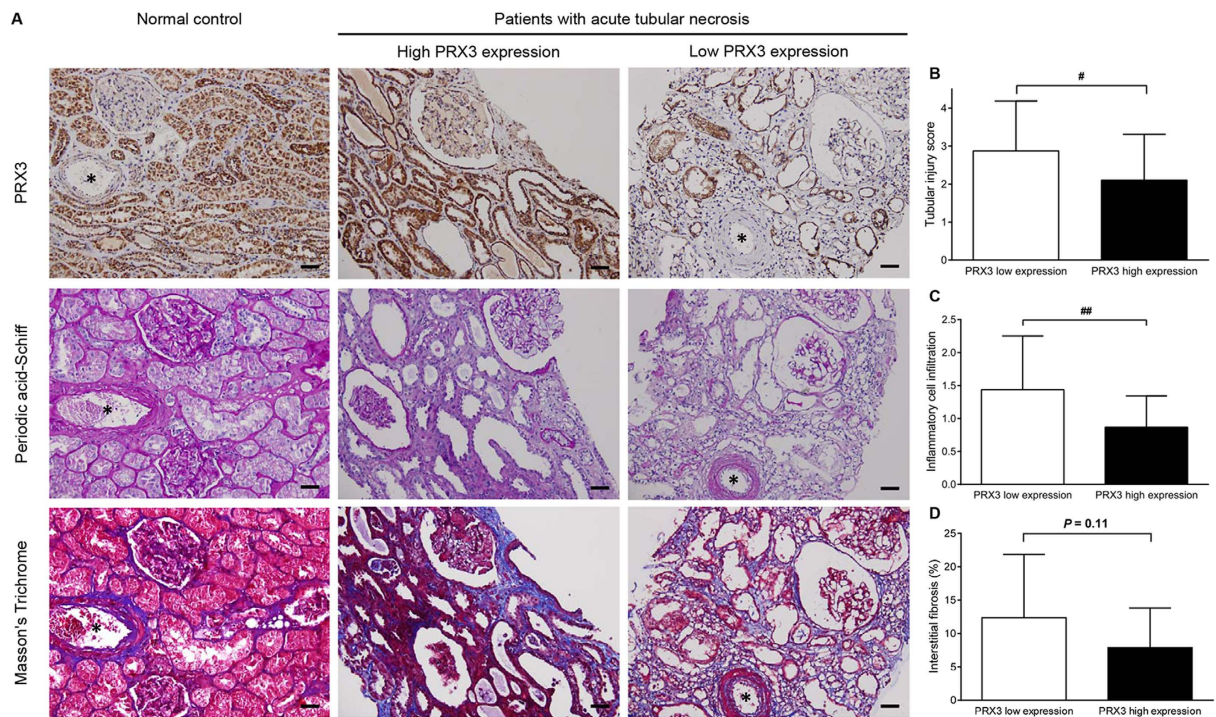 A
Normal control
Patients with acute tubular necrosis
High PRX3 expression
Low PRX3 expression
PRX3
*
*
Periodic acid-Schiff
*
*
Masson's Trichrome
*
*
B
#
Tubular injury score
4
3
2
1
0
PRX3 low expression
PRX3 high expression
C
##
Inflammatory cell infiltration
2.5
2.0
1.5
1.0
0.5
0.0
PRX3 low expression
PRX3 high expression
D
P = 0.11
Interstitial fibrosis (%)
25
20
15
10
5
0
PRX3 low expression
PRX3 high expression